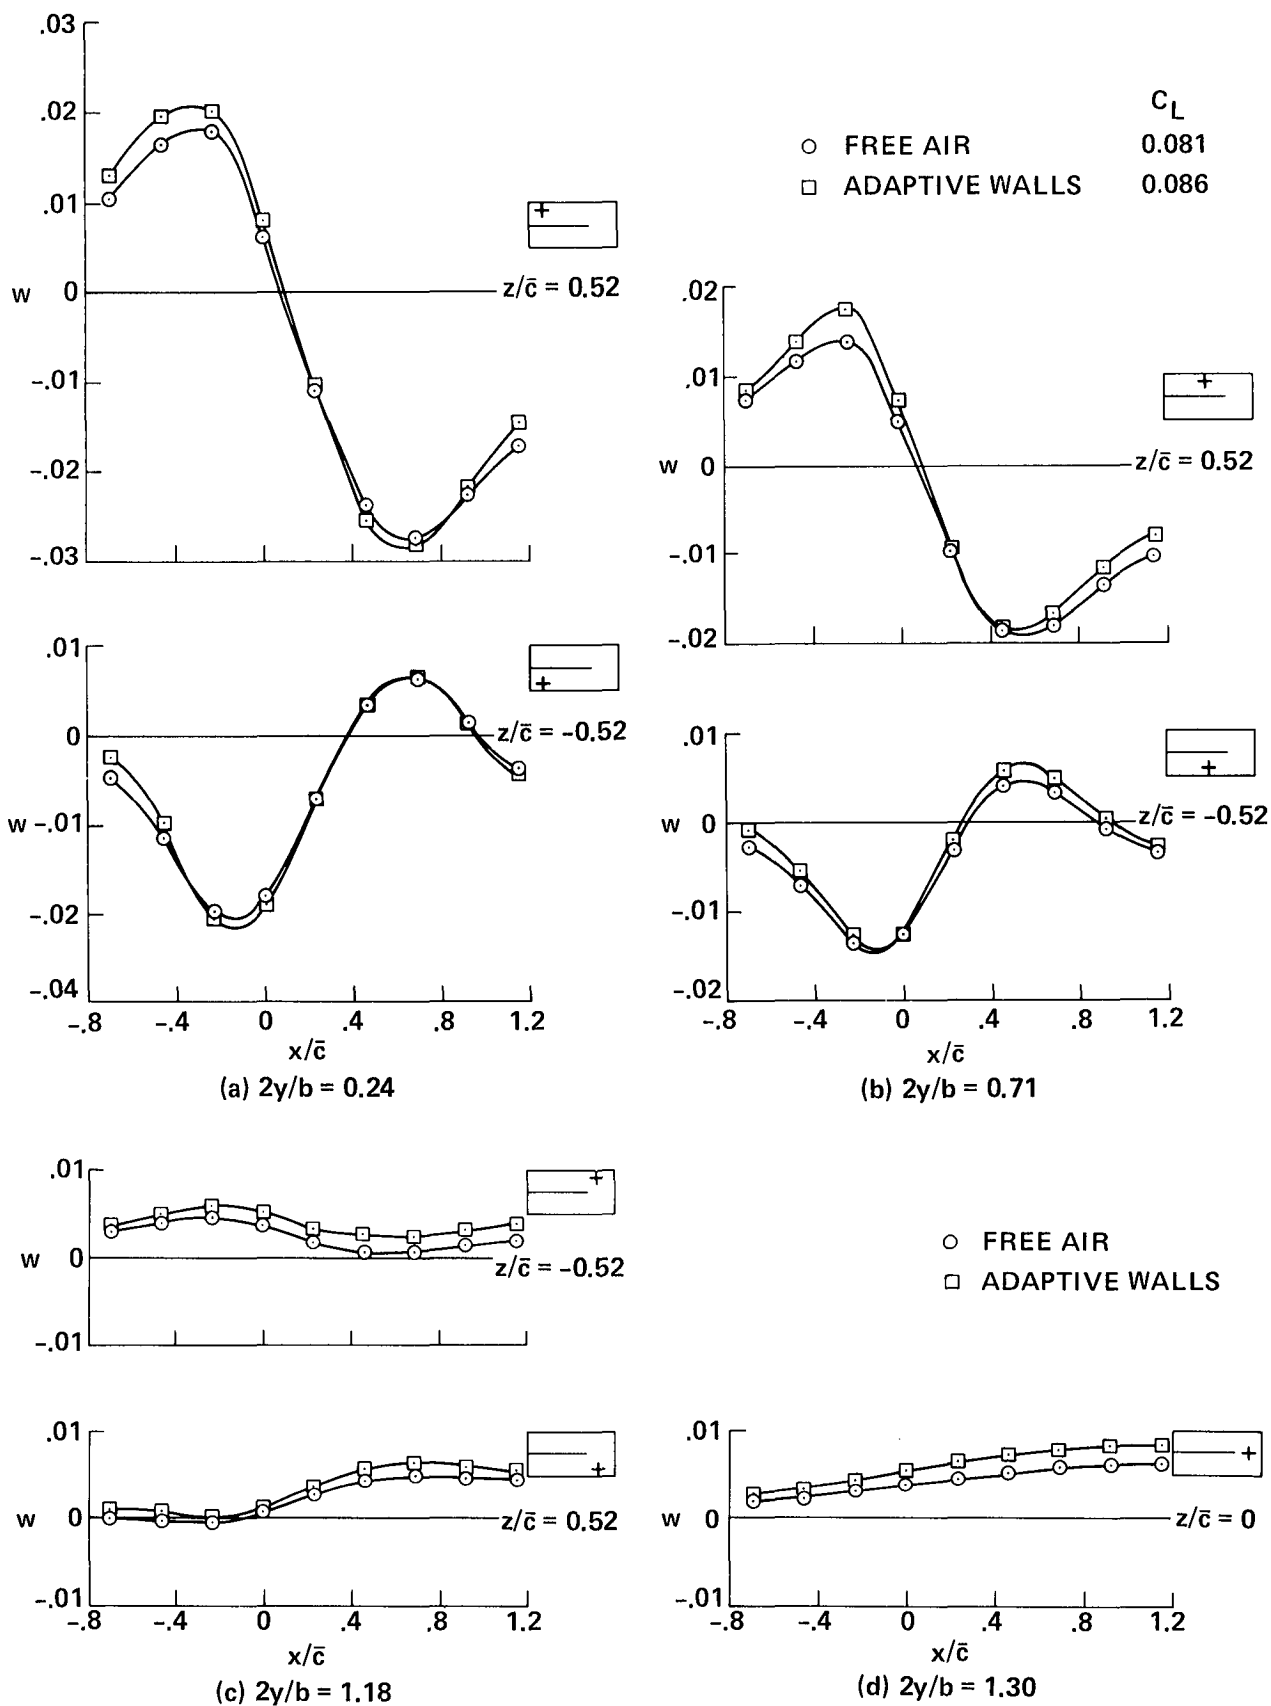 .03
.02
.01
w 0
-.01
-.02
-.03
z/c̄ = 0.52
C_L
FREE AIR 0.081
ADAPTIVE WALLS 0.086
.01
0
w -.01
-.02
-.04
z/c̄ = -0.52
-.8 -.4 0 .4 .8 1.2
x/c̄
(a) 2y/b = 0.24
.02
.01
w 0
-.01
-.02
z/c̄ = 0.52
.01
w 0
-.01
-.02
z/c̄ = -0.52
-.8 -.4 0 .4 .8 1.2
x/c̄
(b) 2y/b = 0.71
.01
w 0
-.01
z/c̄ = -0.52
.01
w 0
-.01
z/c̄ = 0.52
-.8 -.4 0 .4 .8 1.2
x/c̄
(c) 2y/b = 1.18
FREE AIR
ADAPTIVE WALLS
.01
w 0
-.01
z/c̄ = 0
-.8 -.4 0 .4 .8 1.2
x/c̄
(d) 2y/b = 1.30